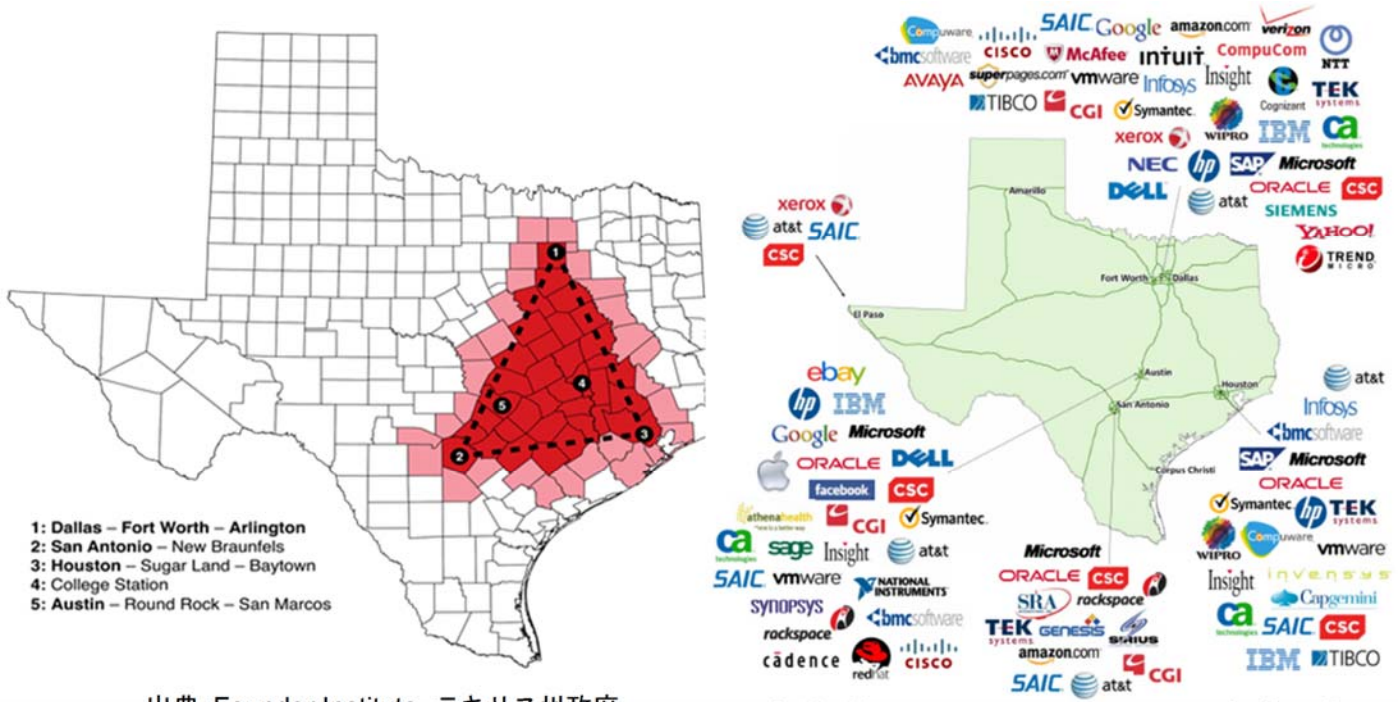 1
2
3
4
5
1: Dallas – Fort Worth – Arlington
2: San Antonio – New Braunfels
3: Houston – Sugar Land – Baytown
4: College Station
5: Austin – Round Rock – San Marcos
Compuware CISCO SAIC Google amazon.com verizon NTT
bmcsoftware McAfee intuit CompuCom
AVAYA superpages.com vmware Infosys Insight Cognizant TEK systems
TIBCO CGI Symantec WIPRO IBM ca technologies
xerox
NEC hp SAP Microsoft
DELL at&t ORACLE CSC
SIEMENS
YAHOO!
TREND MICRO
xerox
at&t SAIC
CSC
Amarillo
Fort Worth Dallas
El Paso
Austin
Houston
San Antonio
Corpus Christi
ebay
hp IBM
Google Microsoft
ORACLE DELL
facebook CSC
athenahealth CGI Symantec
ca technologies sage Insight at&t
SAIC vmware NATIONAL INSTRUMENTS
SYNOPSYS bmcsoftware
rackspace
cādence redhat CISCO
Microsoft
ORACLE CSC
SRA rackspace
TEK systems GENESIS SIRIUS
amazon.com
SAIC at&t CGI
at&t
Infosys
bmcsoftware
SAP Microsoft
ORACLE
Symantec hp TEK systems
WIPRO Compuware vmware
Insight invensys
Capgemini
ca technologies SAIC CSC
IBM TIBCO